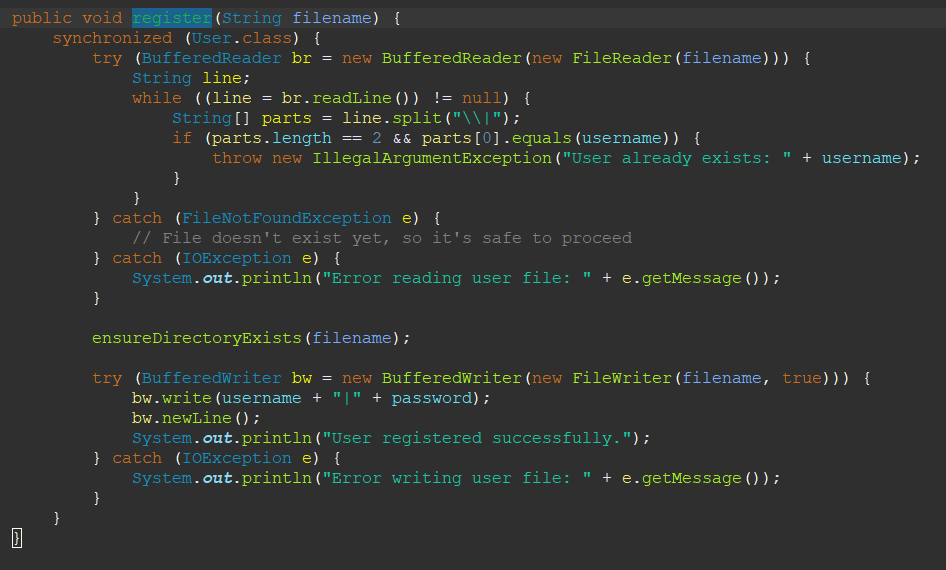 public void register(String filename) {
    synchronized (User.class) {
        try (BufferedReader br = new BufferedReader(new FileReader(filename))) {
            String line;
            while ((line = br.readLine()) != null) {
                String[] parts = line.split("\\|");
                if (parts.length == 2 && parts[0].equals(username)) {
                    throw new IllegalArgumentException("User already exists: " + username);
                }
            }
        } catch (FileNotFoundException e) {
            // File doesn't exist yet, so it's safe to proceed
        } catch (IOException e) {
            System.out.println("Error reading user file: " + e.getMessage());
        }

        ensureDirectoryExists(filename);

        try (BufferedWriter bw = new BufferedWriter(new FileWriter(filename, true))) {
            bw.write(username + "|" + password);
            bw.newLine();
            System.out.println("User registered successfully.");
        } catch (IOException e) {
            System.out.println("Error writing user file: " + e.getMessage());
        }
    }
}